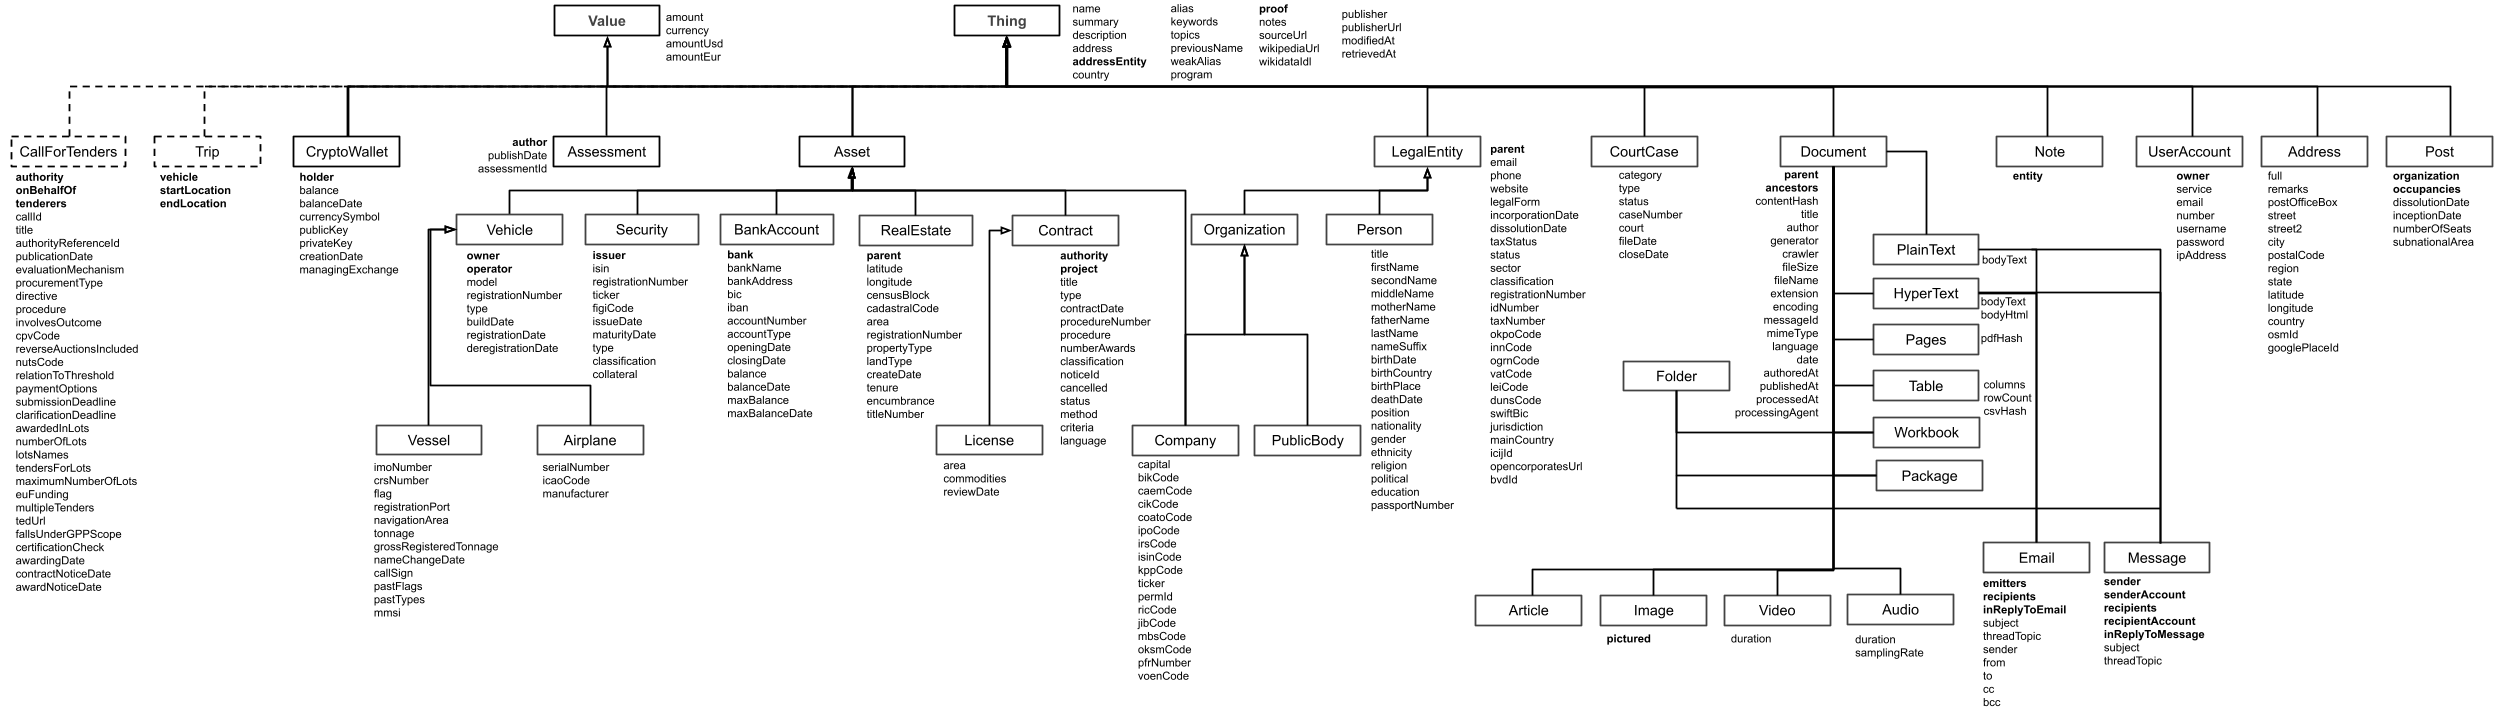 Value
amount
currency
amountUsd
amountEur
Thing
name
summary
description
address
addressEntity
country
alias
keywords
topics
previousName
weakAlias
program
proof
notes
sourceUrl
wikipediaUrl
wikidataIdl
publisher
publisherUrl
modifiedAt
retrievedAt
CallForTenders
authority
onBehalfOf
tenderers
callId
title
authorityReferenceId
publicationDate
evaluationMechanism
procurementType
directive
procedure
involvesOutcome
cpvCode
reverseAuctionsIncluded
nutsCode
relationToThreshold
paymentOptions
submissionDeadline
clarificationDeadline
awardedInLots
numberOfLots
lotsNames
tendersForLots
maximumNumberOfLots
euFunding
multipleTenders
tedUrl
fallsUnderGPPScope
certificationCheck
awardingDate
contractNoticeDate
awardNoticeDate
Trip
vehicle
startLocation
endLocation
CryptoWallet
holder
balance
balanceDate
currencySymbol
publicKey
privateKey
creationDate
managingExchange
author
publishDate
assessmentId
Assessment
Asset
Vehicle
owner
operator
model
registrationNumber
type
buildDate
registrationDate
deregistrationDate
Security
issuer
isin
registrationNumber
ticker
figiCode
issueDate
maturityDate
type
classification
collateral
BankAccount
bank
bankName
bankAddress
bic
iban
accountNumber
accountType
openingDate
closingDate
balance
balanceDate
maxBalance
maxBalanceDate
RealEstate
parent
latitude
longitude
censusBlock
cadastralCode
area
registrationNumber
propertyType
landType
createDate
tenure
encumbrance
titleNumber
Contract
authority
project
title
type
contractDate
procedureNumber
procedure
numberAwards
classification
noticeId
cancelled
status
method
criteria
language
Vessel
imoNumber
crsNumber
flag
registrationPort
navigationArea
tonnage
grossRegisteredTonnage
nameChangeDate
callSign
pastFlags
pastTypes
mmsi
Airplane
serialNumber
icaoCode
manufacturer
License
area
commodities
reviewDate
LegalEntity
parent
email
phone
website
legalForm
incorporationDate
dissolutionDate
taxStatus
status
sector
classification
registrationNumber
idNumber
taxNumber
okpoCode
innCode
ogrnCode
vatCode
leiCode
dunsCode
swiftBic
jurisdiction
mainCountry
icijId
opencorporatesUrl
bvdId
Organization
Person
title
firstName
secondName
middleName
motherName
fatherName
lastName
nameSuffix
birthDate
birthCountry
birthPlace
deathDate
position
nationality
gender
ethnicity
religion
political
education
passportNumber
Company
capital
bikCode
caemCode
cikCode
coatoCode
ipoCode
irsCode
isinCode
kppCode
ticker
permId
ricCode
jibCode
mbsCode
oksmCode
pfrNumber
voenCode
PublicBody
CourtCase
category
type
status
caseNumber
court
fileDate
closeDate
Document
parent
ancestors
contentHash
title
author
generator
crawler
fileSize
fileName
extension
encoding
messageId
mimeType
language
date
authoredAt
publishedAt
processedAt
processingAgent
PlainText
bodyText
HyperText
bodyText
bodyHtml
Pages
pdfHash
Folder
Table
columns
rowCount
csvHash
Workbook
Package
Article
Image
pictured
Video
duration
Audio
duration
samplingRate
Email
emitters
recipients
inReplyToEmail
subject
threadTopic
sender
from
to
cc
bcc
Message
sender
senderAccount
recipients
recipientAccount
inReplyToMessage
subject
threadTopic
Note
entity
UserAccount
owner
service
email
number
username
password
ipAddress
Address
full
remarks
postOfficeBox
street
street2
city
postalCode
region
state
latitude
longitude
country
osmId
googlePlaceId
Post
organization
occupancies
dissolutionDate
inceptionDate
numberOfSeats
subnationalArea